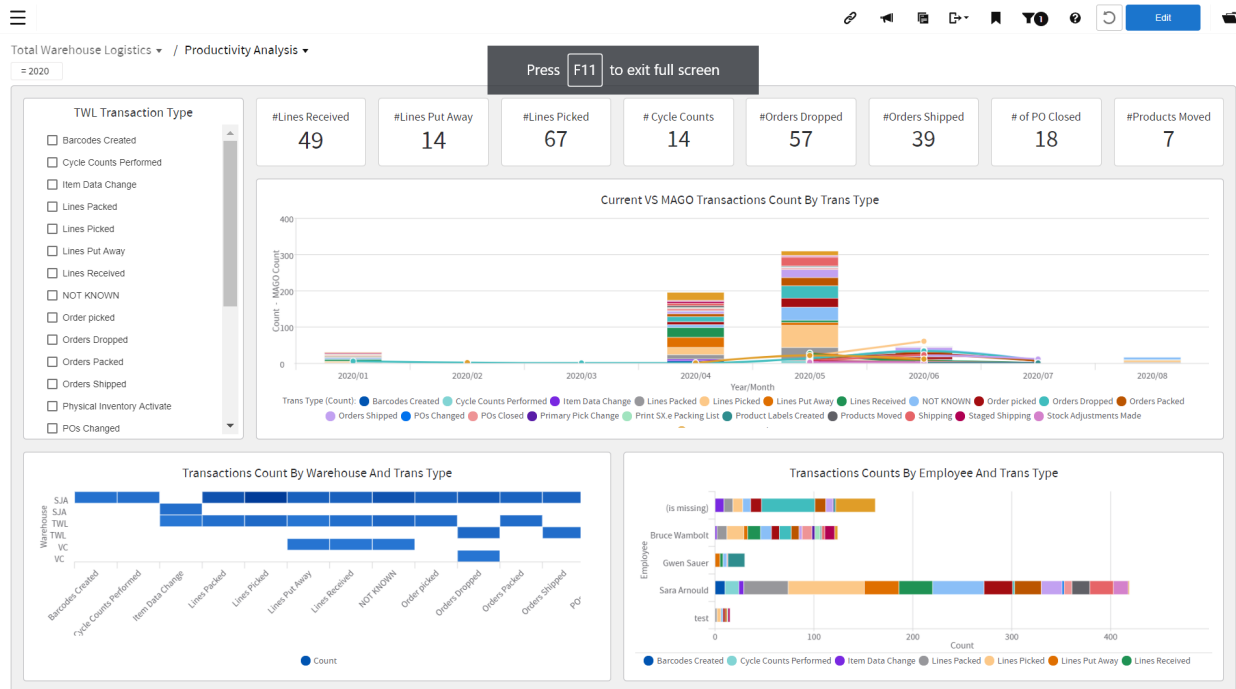 1
Edit
Total Warehouse Logistics / Productivity Analysis
= 2020
Press F11 to exit full screen
TWL Transaction Type
Barcodes Created
Cycle Counts Performed
Item Data Change
Lines Packed
Lines Picked
Lines Put Away
Lines Received
NOT KNOWN
Order picked
Orders Dropped
Orders Packed
Orders Shipped
Physical Inventory Activate
POs Changed
#Lines Received
49
#Lines Put Away
14
#Lines Picked
67
# Cycle Counts
14
#Orders Dropped
57
#Orders Shipped
39
# of PO Closed
18
#Products Moved
7
Current VS MAGO Transactions Count By Trans Type
Count - MAGO Count
400
300
200
100
0
2020/01 2020/02 2020/03 2020/04 2020/05 2020/06 2020/07 2020/08
Year/Month
Trans Type (Count): Barcodes Created Cycle Counts Performed Item Data Change Lines Packed Lines Picked Lines Put Away Lines Received NOT KNOWN Order picked Orders Dropped Orders Packed
Orders Shipped POs Changed POs Closed Primary Pick Change Print SX.e Packing List Product Labels Created Products Moved Shipping Staged Shipping Stock Adjustments Made
Transactions Count By Warehouse And Trans Type
Warehouse
SJA
SJA
TWL
TWL
VC
VC
Barcodes Created Cycle Counts Performed Item Data Change Lines Packed Lines Picked Lines Put Away Lines Received NOT KNOWN Order picked Orders Dropped Orders Packed Orders Shipped
Count
Transactions Counts By Employee And Trans Type
Employee
(is missing)
Bruce Wambolt
Gwen Sauer
Sara Arnould
test
0 100 200 300 400
Count
Barcodes Created Cycle Counts Performed Item Data Change Lines Packed Lines Picked Lines Put Away Lines Received